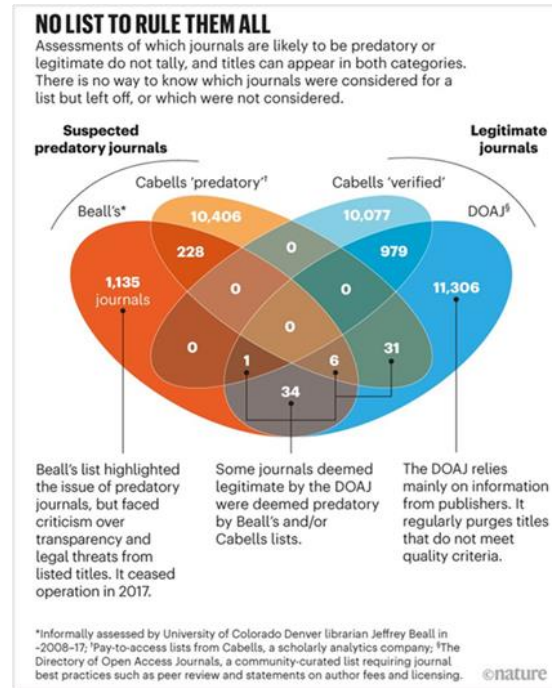 NO LIST TO RULE THEM ALL
Assessments of which journals are likely to be predatory or
legitimate do not tally, and titles can appear in both categories.
There is no way to know which journals were considered for a
list but left off, or which were not considered.
Suspected
predatory journals
Legitimate
journals
Cabells ‘predatory’†
Cabells ‘verified’
Beall’s*
DOAJ§
10,406
10,077
228
0
979
1,135
journals
0
0
11,306
0
0
1
6
31
34
Beall’s list highlighted
the issue of predatory
journals, but faced
criticism over
transparency and
legal threats from
listed titles. It ceased
operation in 2017.
Some journals deemed
legitimate by the DOAJ
were deemed predatory
by Beall’s and/or
Cabells lists.
The DOAJ relies
mainly on information
from publishers. It
regularly purges titles
that do not meet
quality criteria.
*Informally assessed by University of Colorado Denver librarian Jeffrey Beall in
~2008–17; †Pay-to-access lists from Cabells, a scholarly analytics company; §The
Directory of Open Access Journals, a community-curated list requiring journal
best practices such as peer review and statements on author fees and licensing.
©nature